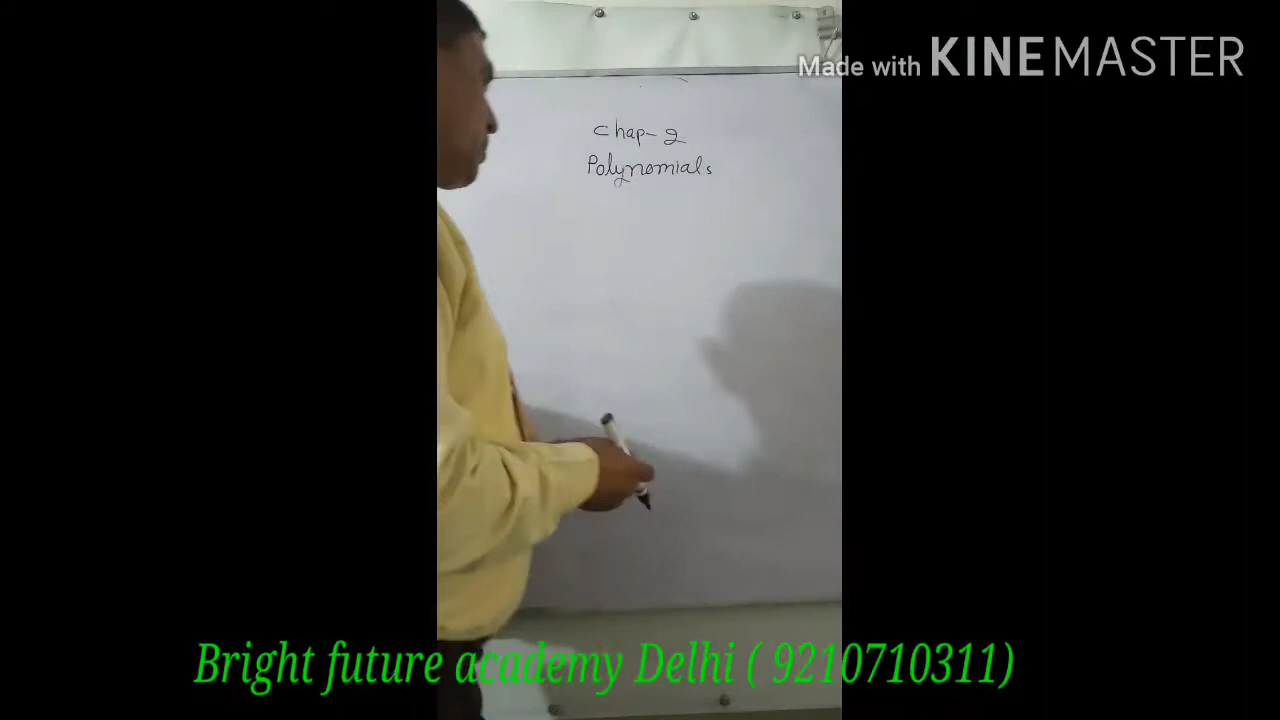 Made with KINEMASTER
Chap- 2
Polynomials
Bright future academy Delhi ( 9210710311)